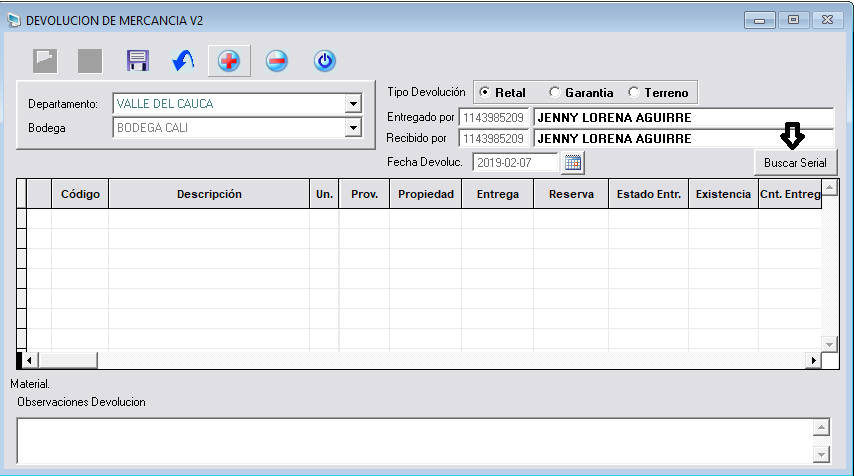 DEVOLUCION DE MERCANCIA V2
Departamento: VALLE DEL CAUCA
Bodega BODEGA CALI
Tipo Devolución Retal Garantia Terreno
Entregado por 1143985209 JENNY LORENA AGUIRRE
Recibido por 1143985209 JENNY LORENA AGUIRRE
Fecha Devoluc. 2019-02-07
Buscar Serial
Código Descripción Un. Prov. Propiedad Entrega Reserva Estado Entr. Existencia Cnt. Entreg
Material.
Observaciones Devolucion